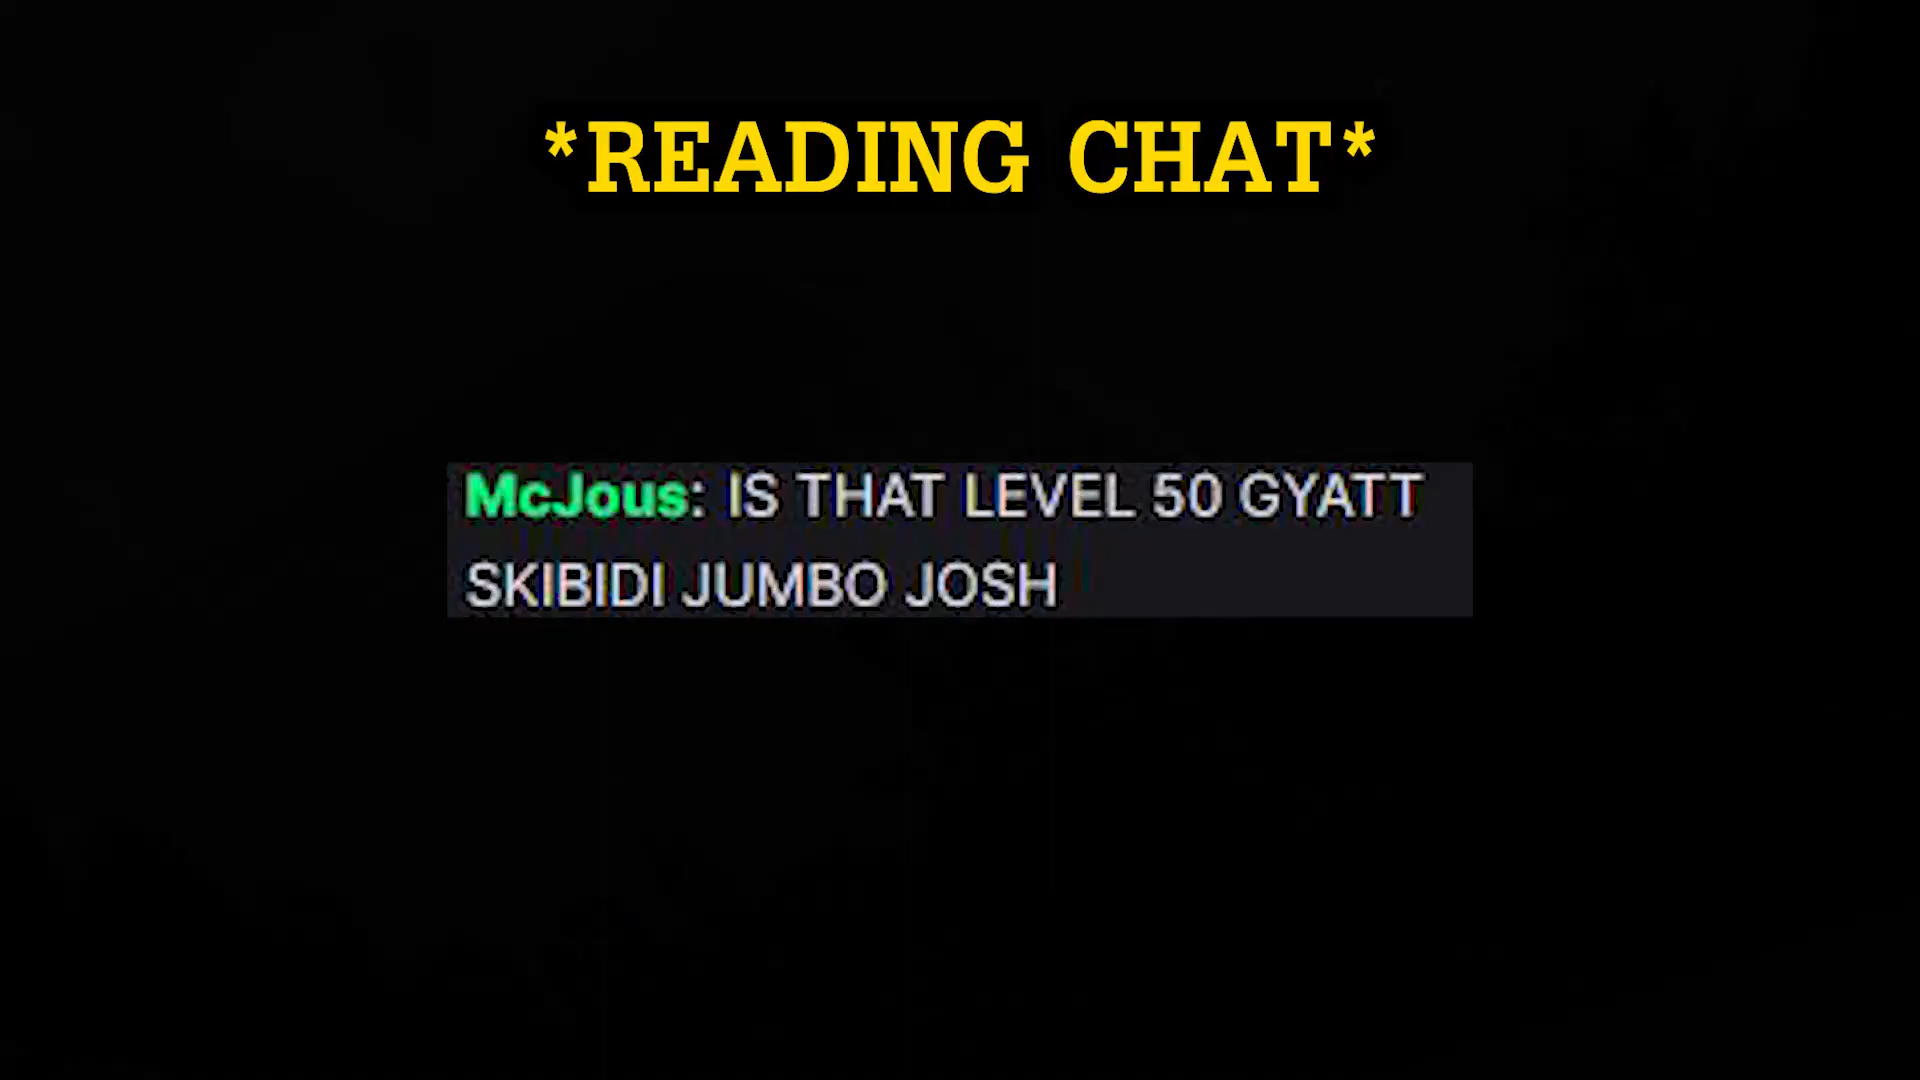 *READING CHAT*
McJous: IS THAT LEVEL 50 GYATT
SKIBIDI JUMBO JOSH